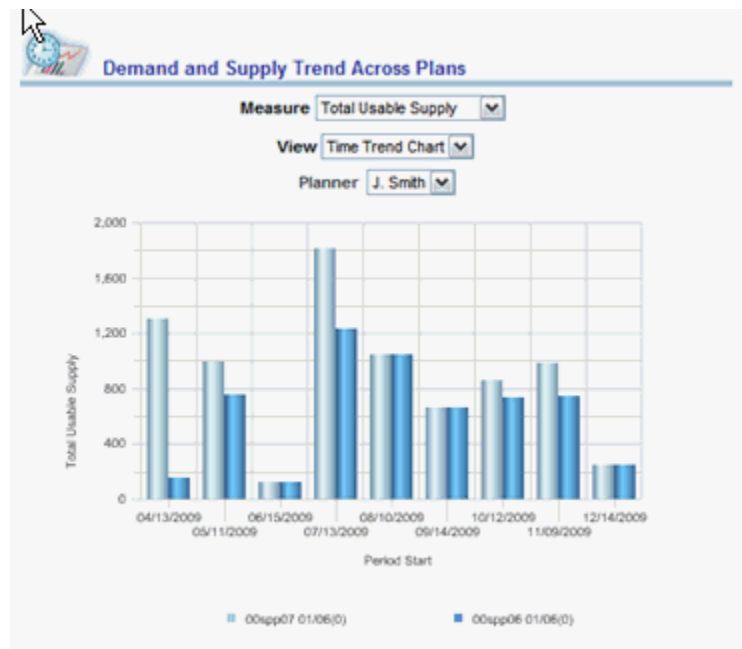 Demand and Supply Trend Across Plans
Measure Total Usable Supply
View Time Trend Chart
Planner J. Smith
2,000
1,600
1,200
800
400
0
Total Usable Supply
04/13/2009 06/15/2009 08/10/2009 10/12/2009 12/14/2009
05/11/2009 07/13/2009 09/14/2009 11/09/2009
Period Start
00spp07 01/06(0) 00spp06 01/06(0)